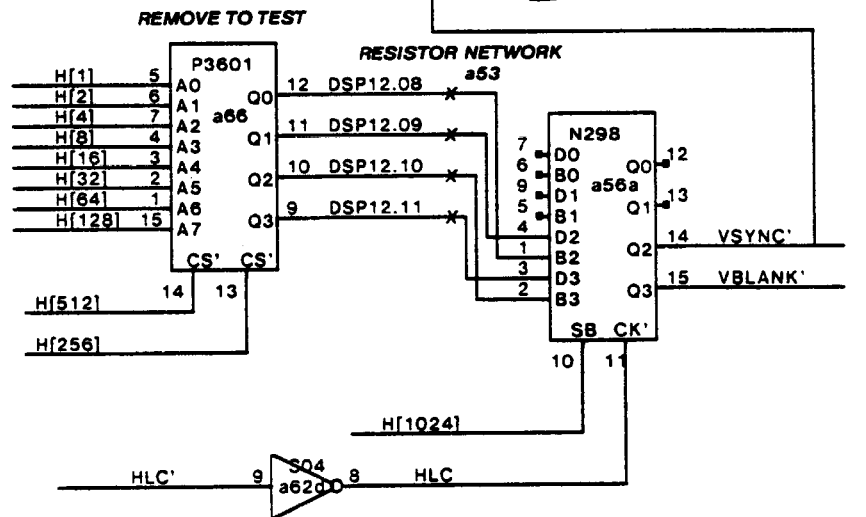 REMOVE TO TEST
P3601
a66
RESISTOR NETWORK
a53
H[1] 5 A0
H[2] 6 A1
H[4] 7 A2
H[8] 4 A3
H[16] 3 A4
H[32] 2 A5
H[64] 1 A6
H[128] 15 A7
Q0 12 DSP12.08
Q1 11 DSP12.09
Q2 10 DSP12.10
Q3 9 DSP12.11
CS' CS'
14 13
H[512]
H[256]
N298
a56a
7 D0
6 B0
9 D1
5 B1
4 D2
1 B2
3 D3
2 B3
Q0 12
Q1 13
Q2 14 VSYNC'
Q3 15 VBLANK'
SB CK'
10 11
H[1024]
S04
HLC' 9 a62d 8 HLC